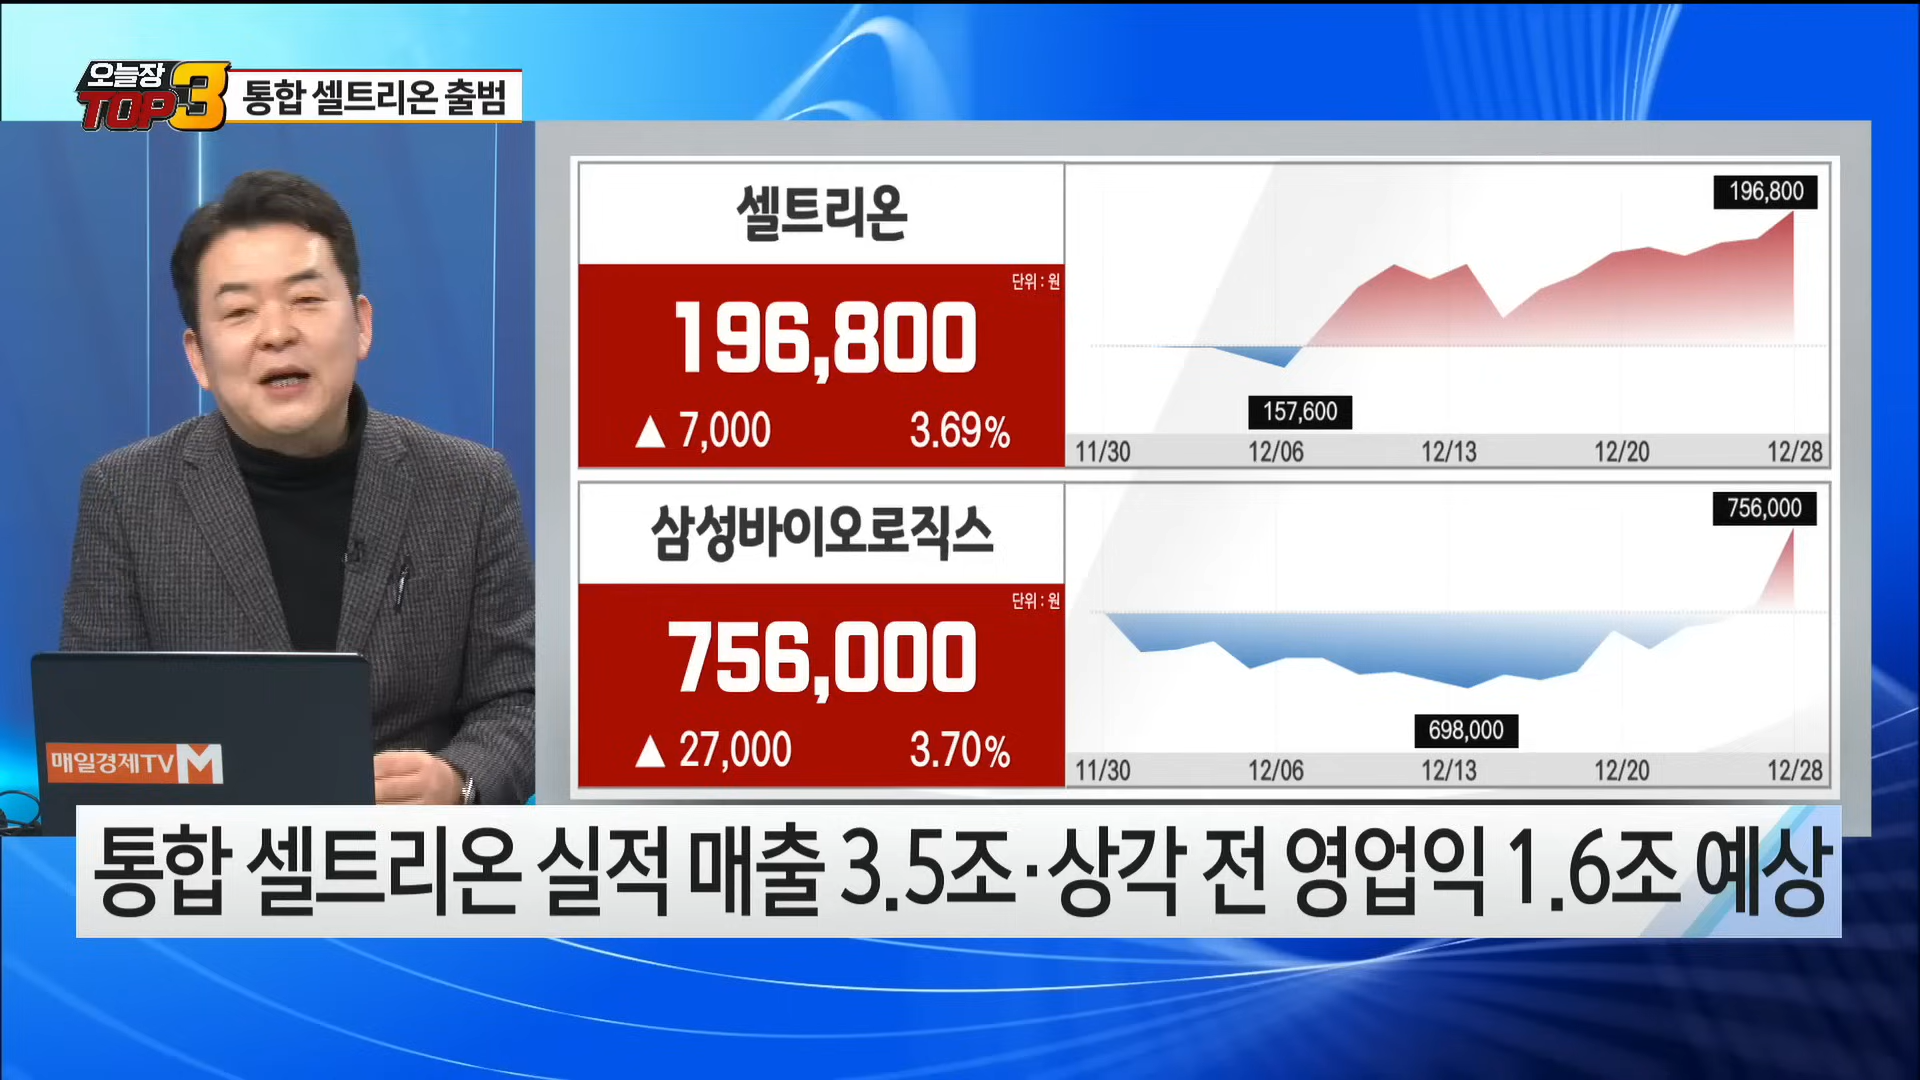 오늘장
TOP3
통합 셀트리온 출범
셀트리온
단위 : 원
196,800
▲ 7,000 3.69%
196,800
157,600
11/30 12/06 12/13 12/20 12/28
삼성바이오로직스
단위 : 원
756,000
▲ 27,000 3.70%
756,000
698,000
11/30 12/06 12/13 12/20 12/28
매일경제TV M
통합 셀트리온 실적 매출 3.5조·상각 전 영업익 1.6조 예상